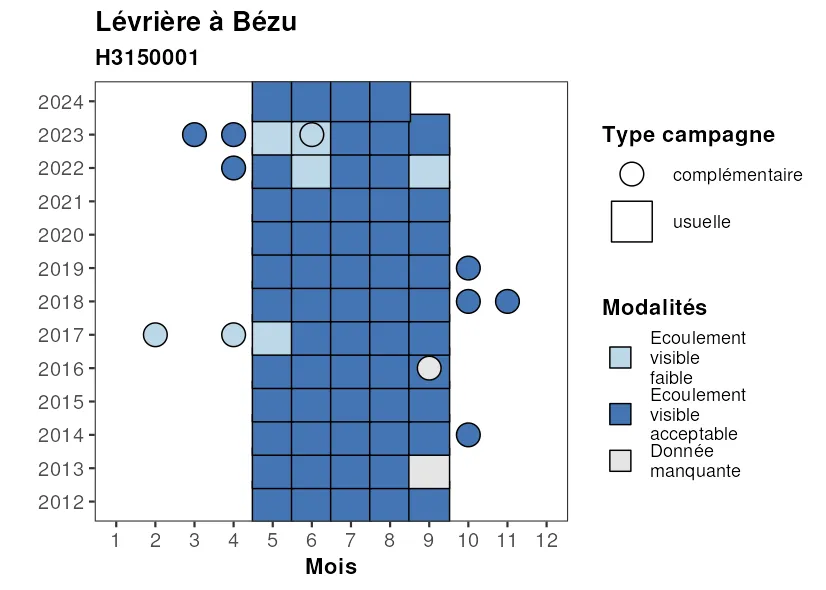 Lévrière à Bézu
H3150001
2024
2023
2022
2021
2020
2019
2018
2017
2016
2015
2014
2013
2012
1 2 3 4 5 6 7 8 9 10 11 12
Mois
Type campagne
complémentaire
usuelle
Modalités
Ecoulement
visible
faible
Ecoulement
visible
acceptable
Donnée
manquante